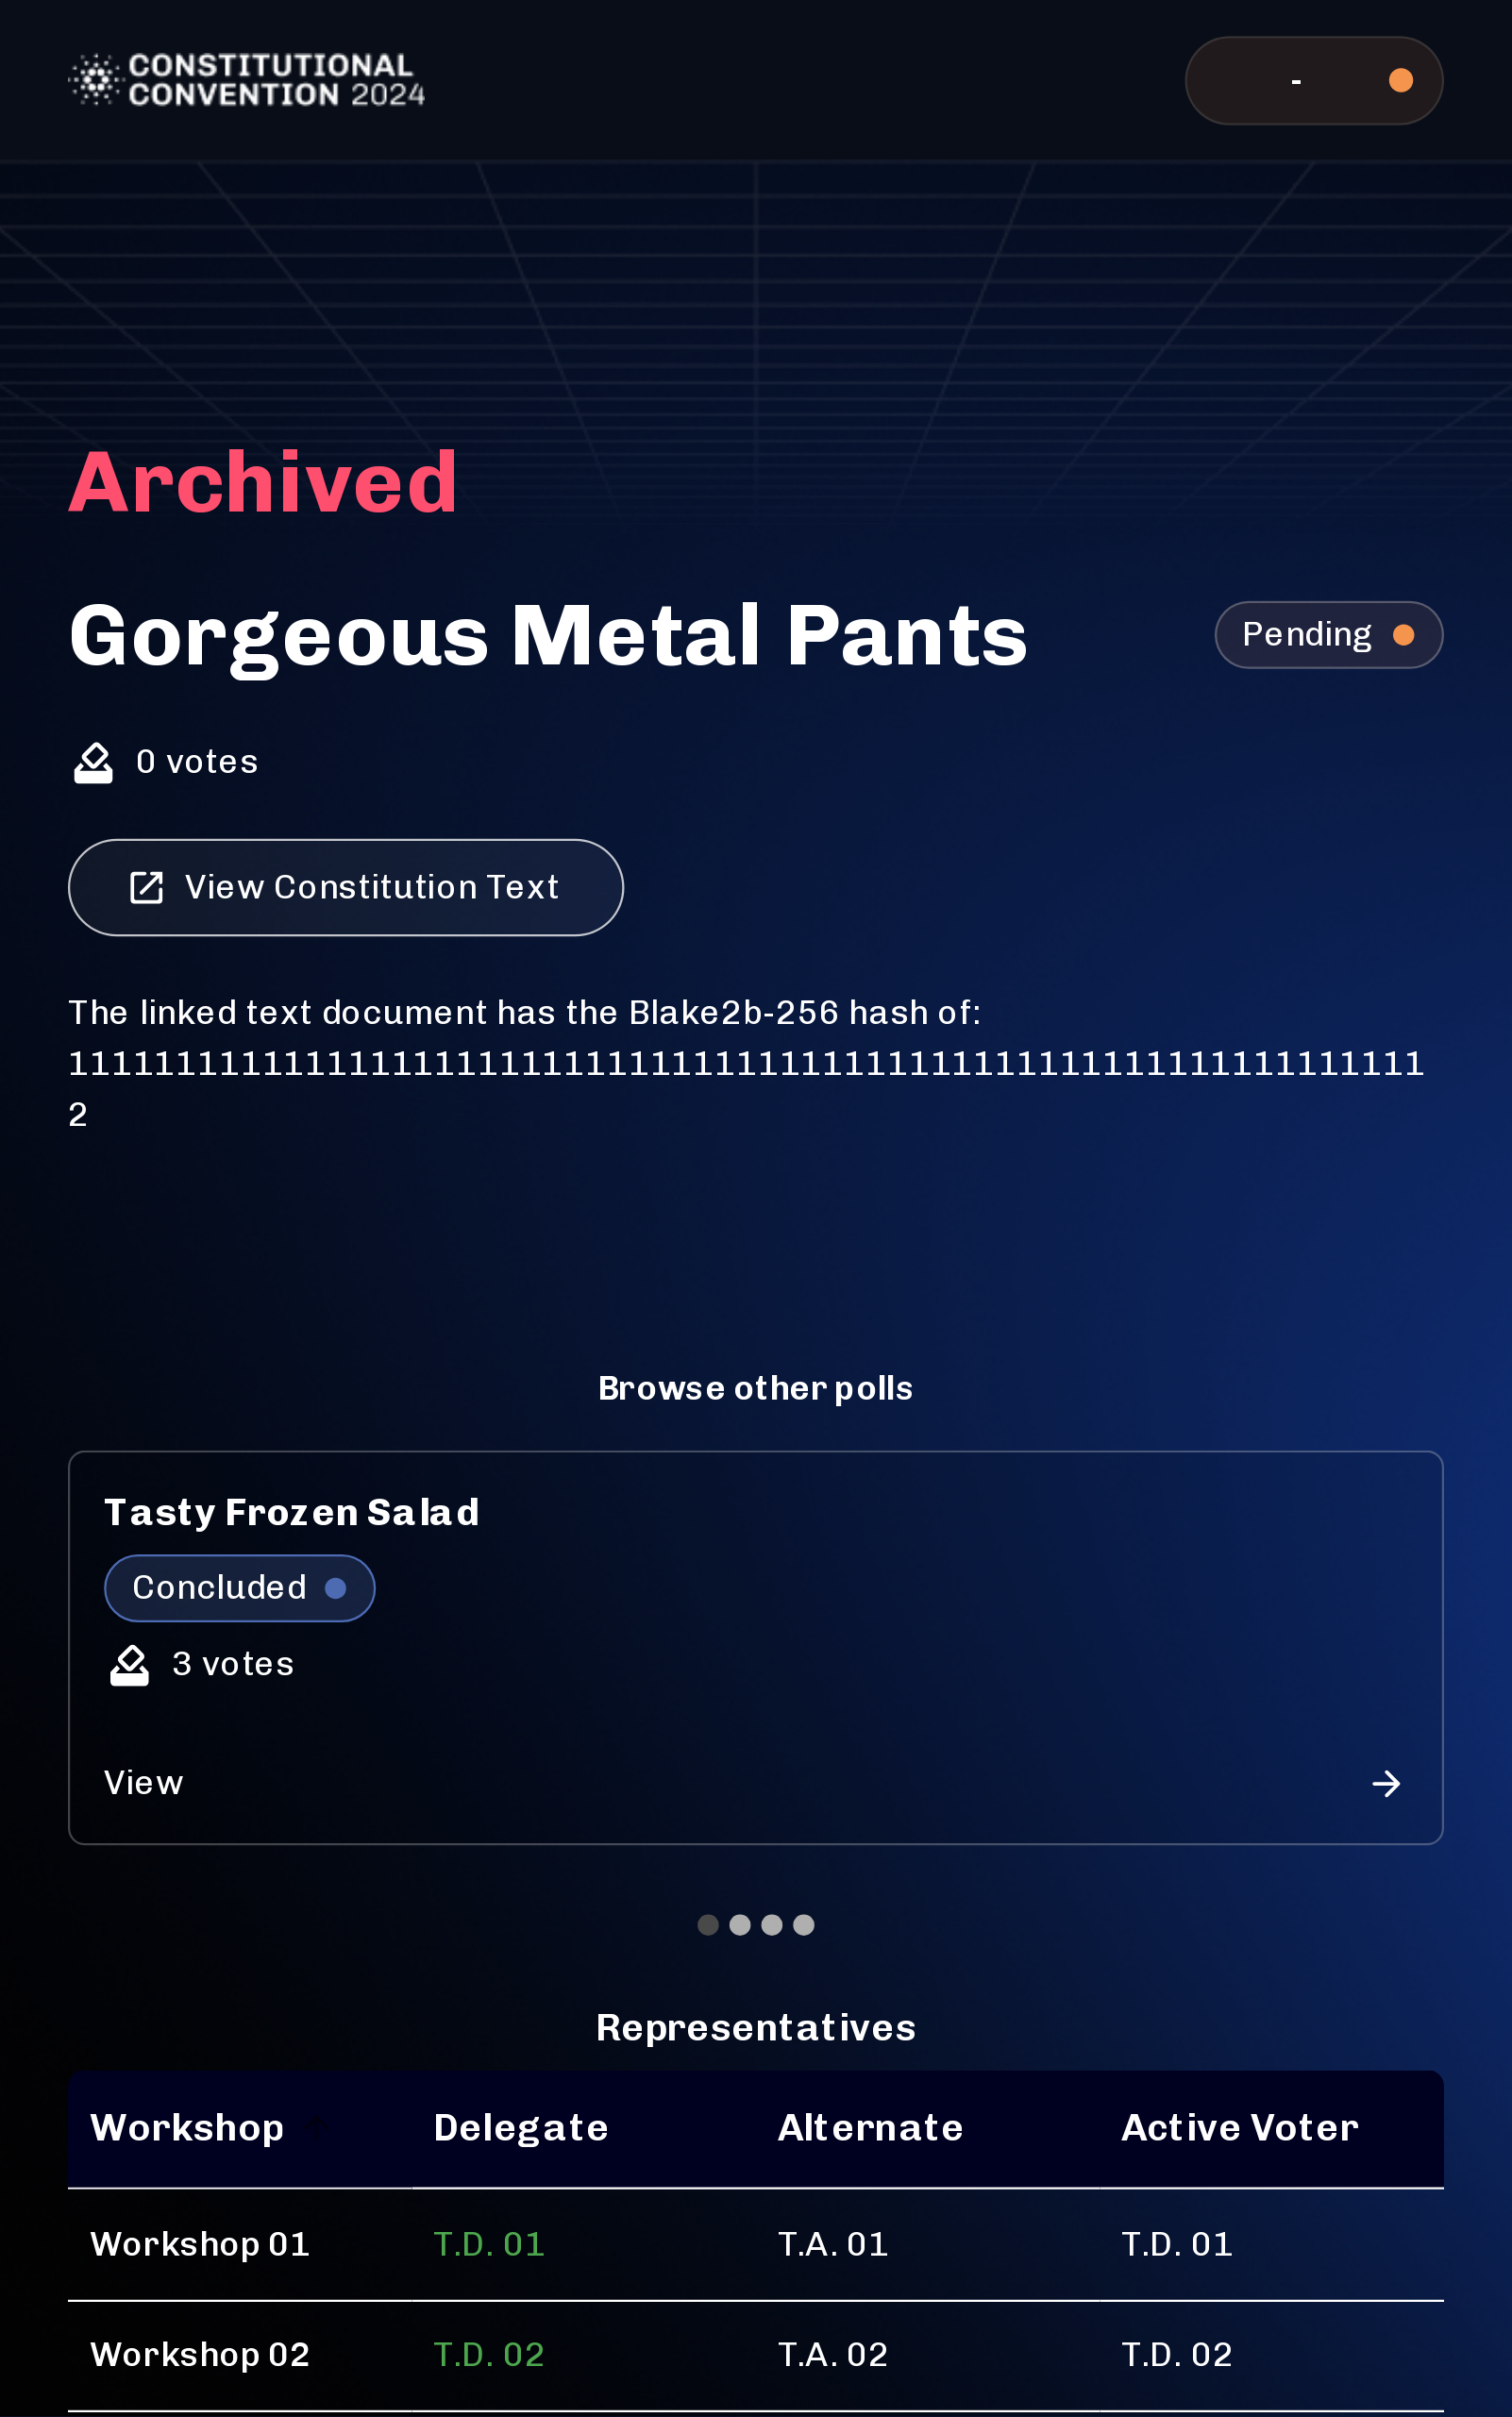 CONSTITUTIONAL
CONVENTION 2024
-
Archived
Gorgeous Metal Pants
Pending
0 votes
View Constitution Text
The linked text document has the Blake2b-256 hash of:
111111111111111111111111111111111111111111111111111111111111111
2
Browse other polls
Tasty Frozen Salad
Concluded
3 votes
View
Representatives
Workshop Delegate Alternate Active Voter
Workshop 01 T.D. 01 T.A. 01 T.D. 01
Workshop 02 T.D. 02 T.A. 02 T.D. 02